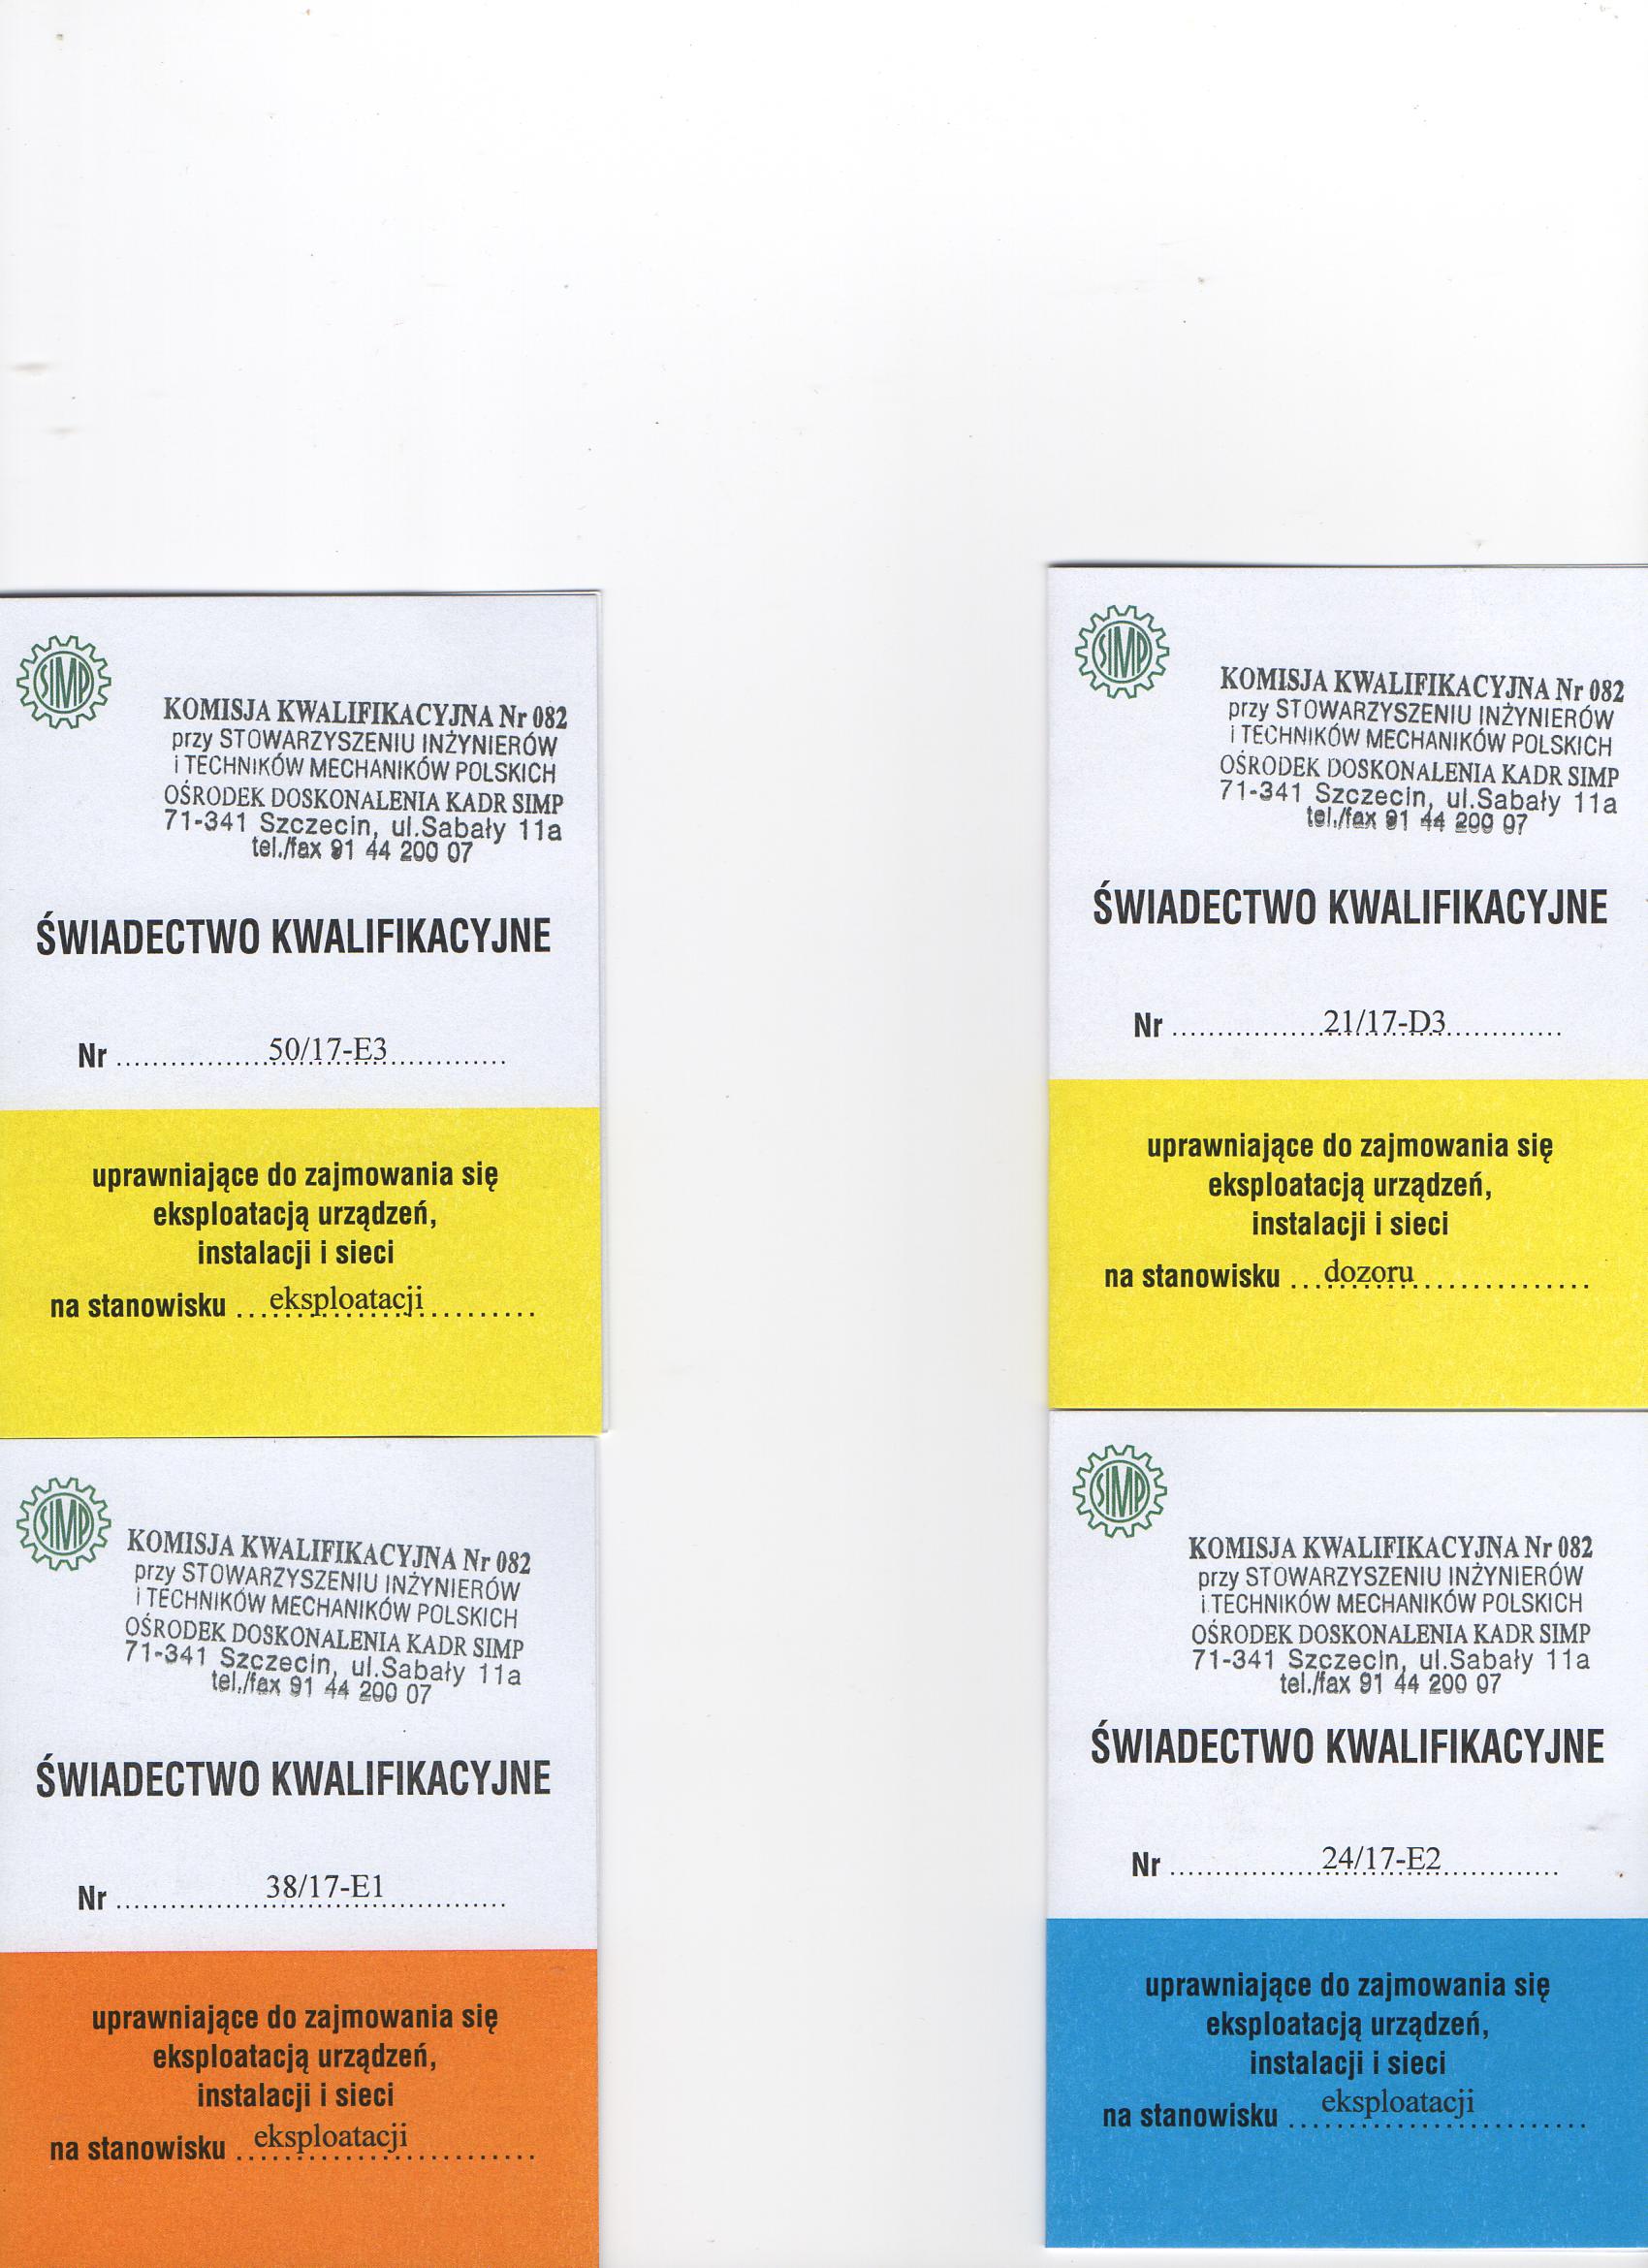 SIMP
KOMISJA KWALIFIKACYJNA Nr 082
przy STOWARZYSZENIU INŻYNIERÓW
i TECHNIKÓW MECHANIKÓW POLSKICH
OŚRODEK DOSKONALENIA KADR SIMP
71-341 Szczecin, ul.Sabały 11a
tel./fax 91 44 200 07
ŚWIADECTWO KWALIFIKACYJNE
Nr 50/17-E3
uprawniające do zajmowania się
eksploatacją urządzeń,
instalacji i sieci
na stanowisku eksploatacji
SIMP
KOMISJA KWALIFIKACYJNA Nr 082
przy STOWARZYSZENIU INŻYNIERÓW
i TECHNIKÓW MECHANIKÓW POLSKICH
OŚRODEK DOSKONALENIA KADR SIMP
71-341 Szczecin, ul.Sabały 11a
tel./fax 91 44 200 07
ŚWIADECTWO KWALIFIKACYJNE
Nr 21/17-D3
uprawniające do zajmowania się
eksploatacją urządzeń,
instalacji i sieci
na stanowisku dozoru
SIMP
KOMISJA KWALIFIKACYJNA Nr 082
przy STOWARZYSZENIU INŻYNIERÓW
i TECHNIKÓW MECHANIKÓW POLSKICH
OŚRODEK DOSKONALENIA KADR SIMP
71-341 Szczecin, ul.Sabały 11a
tel./fax 91 44 200 07
ŚWIADECTWO KWALIFIKACYJNE
Nr 38/17-E1
uprawniające do zajmowania się
eksploatacją urządzeń,
instalacji i sieci
na stanowisku eksploatacji
SIMP
KOMISJA KWALIFIKACYJNA Nr 082
przy STOWARZYSZENIU INŻYNIERÓW
i TECHNIKÓW MECHANIKÓW POLSKICH
OŚRODEK DOSKONALENIA KADR SIMP
71-341 Szczecin, ul.Sabały 11a
tel./fax 91 44 200 07
ŚWIADECTWO KWALIFIKACYJNE
Nr 24/17-E2
uprawniające do zajmowania się
eksploatacją urządzeń,
instalacji i sieci
na stanowisku eksploatacji